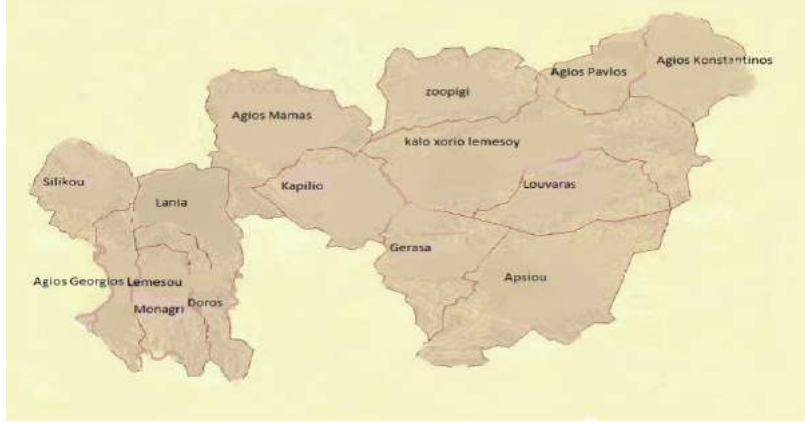 Agios Konstantinos
Agios Pavlos
zoopigi
Agios Mamas
kalo xorio lemesoy
Silikou
Kapilio
Louvaras
Lania
Gerasa
Apsiou
Agios Georgios Lemesou
Monagri
Doros